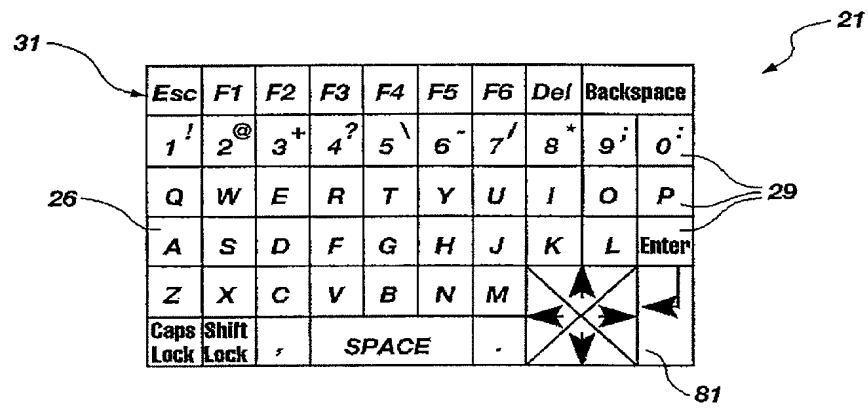 21
31
Esc F1 F2 F3 F4 F5 F6 Del Backspace
1 ! 2 @ 3 + 4 ? 5 \ 6 ~ 7 / 8 * 9 ; 0 :
Q W E R T Y U I O P
26
29
A S D F G H J K L Enter
Z X C V B N M
Caps Lock Shift Lock , SPACE .
81